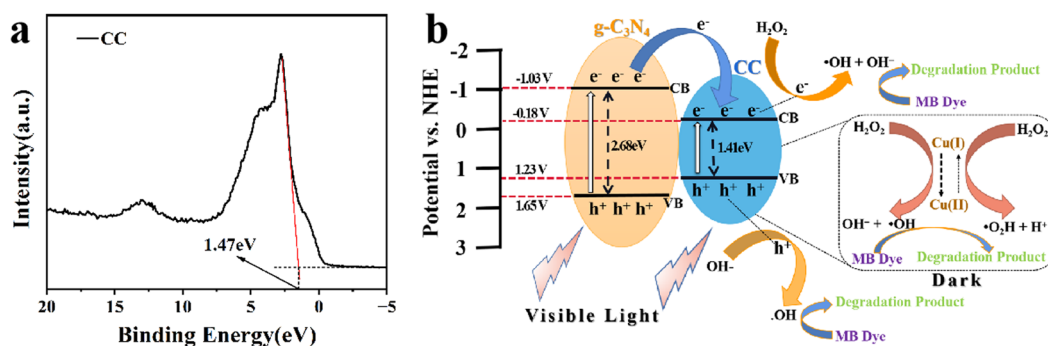 a
CC
Intensity(a.u.)
1.47eV
20 15 10 5 0 −5
Binding Energy(eV)
b
Potential vs. NHE
-2
-1
0
1
2
3
-1.03 V
-0.18 V
1.23 V
1.65 V
g-C₃N₄
e⁻
e⁻ e⁻ e⁻
CB
2.68eV
VB
h⁺ h⁺ h⁺
CC
e⁻ e⁻ e⁻
CB
1.41eV
VB
h⁺ h⁺ h⁺
Visible Light
H₂O₂
e⁻
•OH + OH⁻
Degradation Product
MB Dye
H₂O₂
H₂O₂
Cu(I)
Cu(II)
OH⁻ + •OH
•O₂H + H⁺
MB Dye
Degradation Product
Dark
OH-
h⁺
.OH
Degradation Product
MB Dye